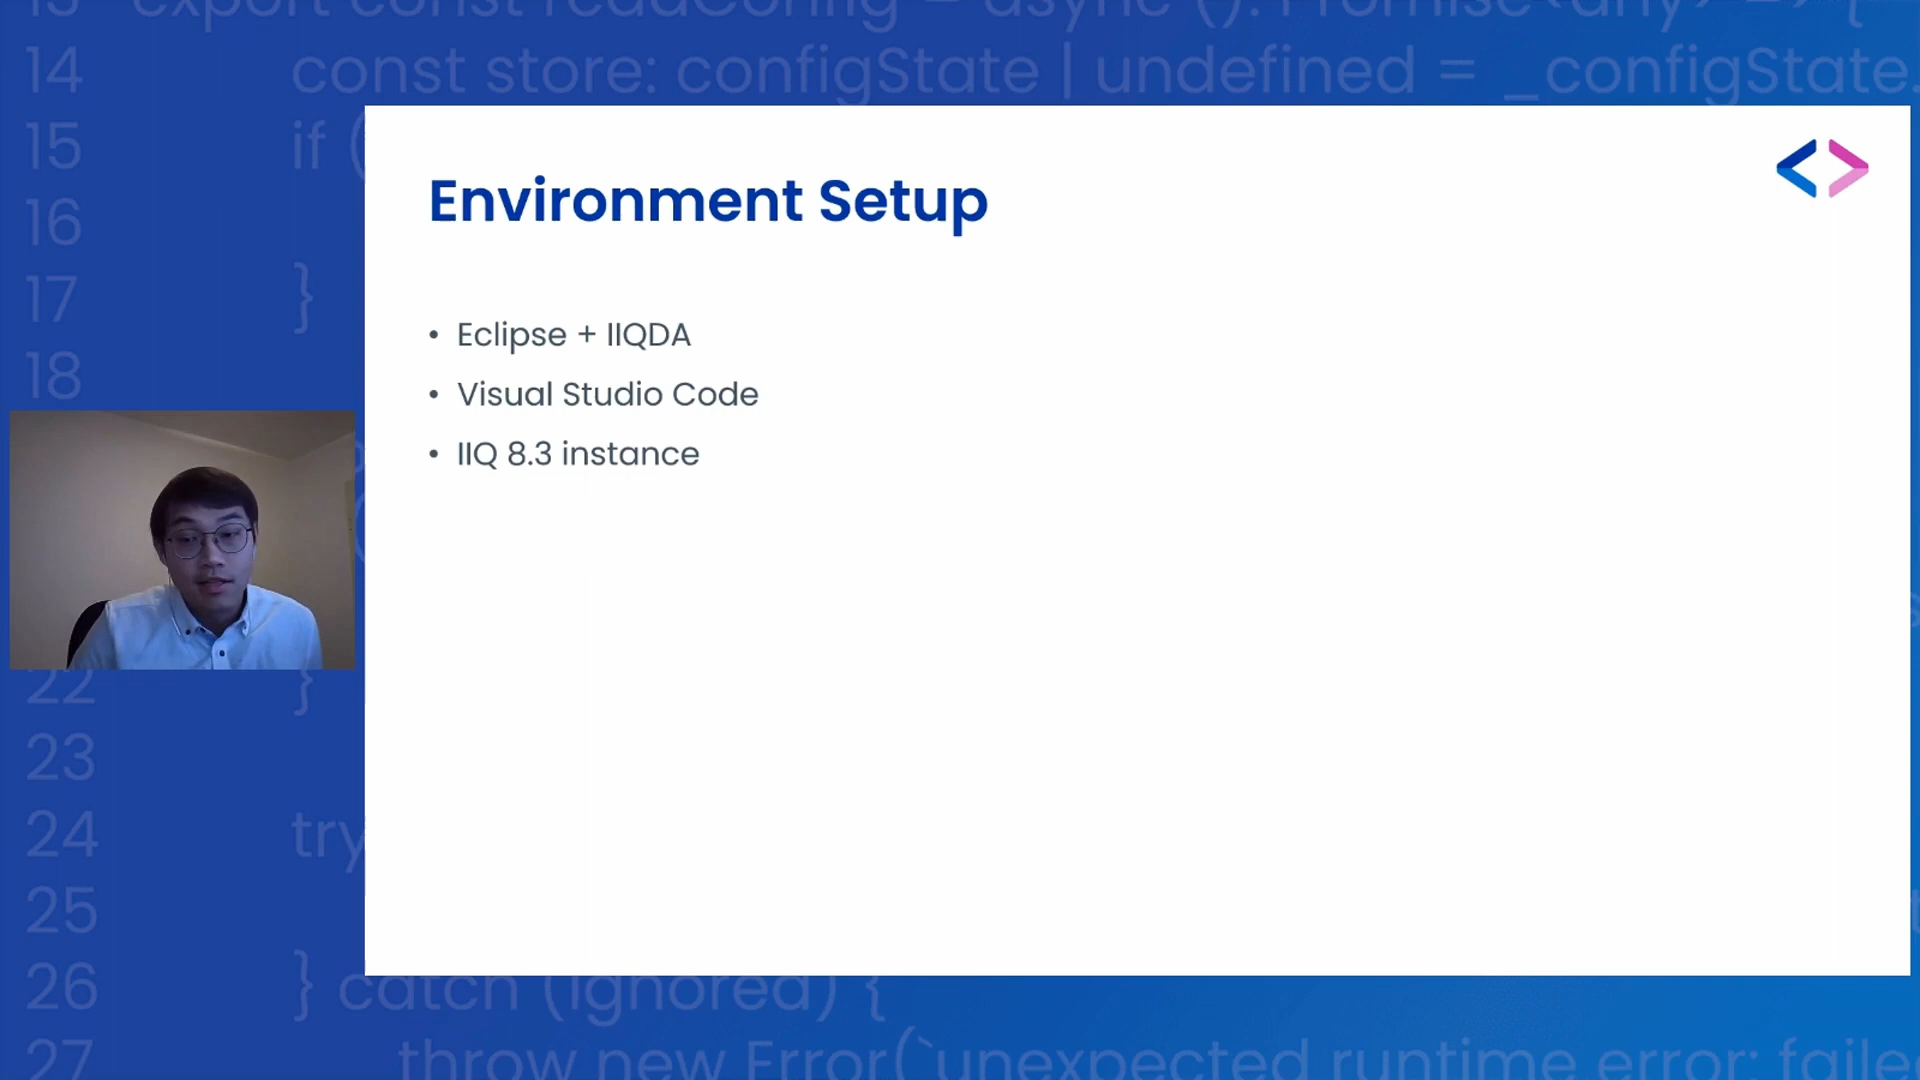 13 export const readConfig = async (): Promise<any> => {
14 const store: configState | undefined = _configState.
15 if (
16
17 }
18
Environment Setup
• Eclipse + IIQDA
• Visual Studio Code
• IIQ 8.3 instance
22 }
23
24 try
25
26 } catch (ignored) {
27 throw new Error(`unexpected runtime error: faile